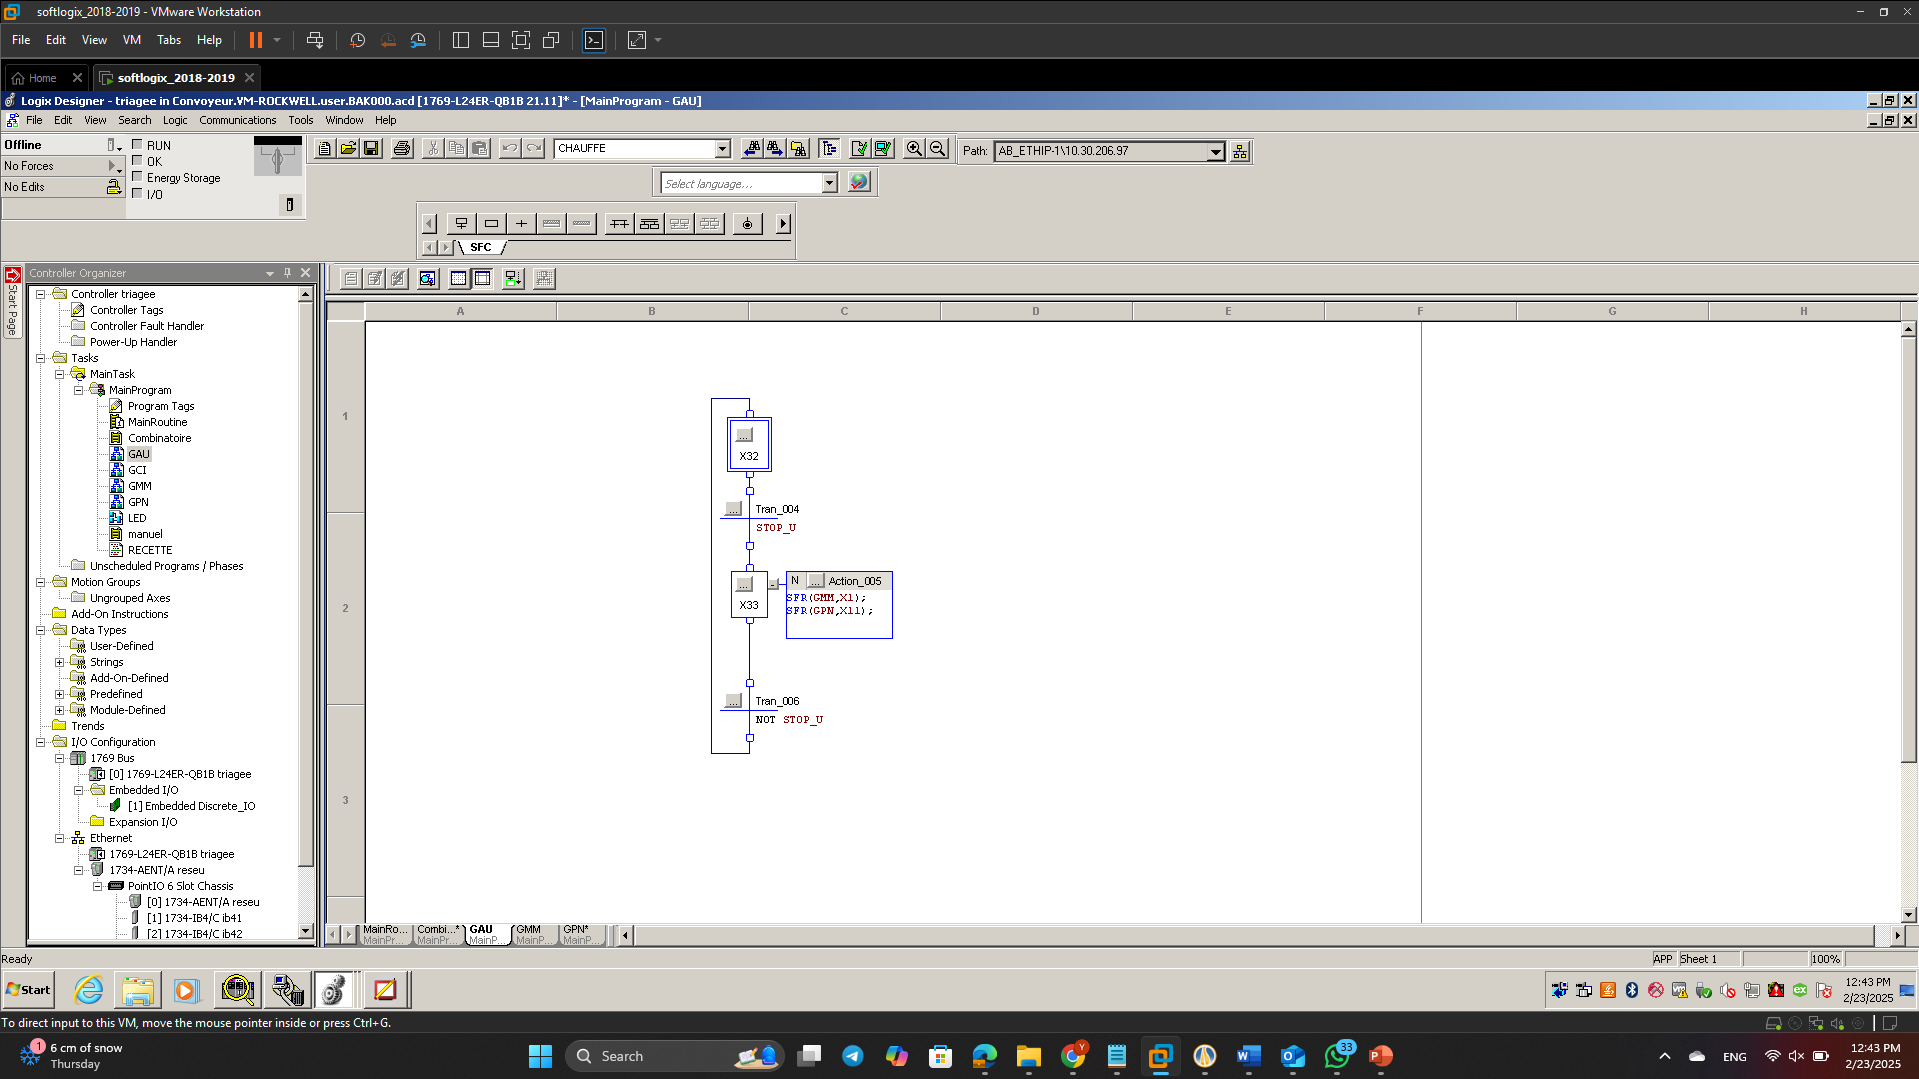 softlogix_2018-2019 - VMware Workstation
File Edit View VM Tabs Help
Home softlogix_2018-2019
Logix Designer - triagee in Convoyeur.VM-ROCKWELL.user.BAK000.acd [1769-L24ER-QB1B 21.11]* - [MainProgram - GAU]
File Edit View Search Logic Communications Tools Window Help
Offline
No Forces
No Edits
RUN
OK
Energy Storage
I/O
CHAUFFE
Path: AB_ETHIP-1\10.30.206.97
Select language...
SFC
Start Page
Controller Organizer
Controller triagee
Controller Tags
Controller Fault Handler
Power-Up Handler
Tasks
MainTask
MainProgram
Program Tags
MainRoutine
Combinatoire
GAU
GCI
GMM
GPN
LED
manuel
RECETTE
Unscheduled Programs / Phases
Motion Groups
Ungrouped Axes
Add-On Instructions
Data Types
User-Defined
Strings
Add-On-Defined
Predefined
Module-Defined
Trends
I/O Configuration
1769 Bus
[0] 1769-L24ER-QB1B triagee
Embedded I/O
[1] Embedded Discrete_IO
Expansion I/O
Ethernet
1769-L24ER-QB1B triagee
1734-AENT/A reseu
PointIO 6 Slot Chassis
[0] 1734-AENT/A reseu
[1] 1734-IB4/C ib41
[2] 1734-IB4/C ib42
A B C D E F G H
1
2
3
...
X32
... Tran_004
STOP_U
...
X33
N ... Action_005
SFR(GMM,X1);
SFR(GPN,X11);
... Tran_006
NOT STOP_U
MainRo... Combi...* GAU GMM GPN*
MainPr... MainPr... MainP... MainP... MainP...
Ready
APP Sheet 1 100%
Start
12:43 PM
2/23/2025
To direct input to this VM, move the mouse pointer inside or press Ctrl+G.
1
6 cm of snow
Thursday
Search
Y
33
ENG
12:43 PM
2/23/2025